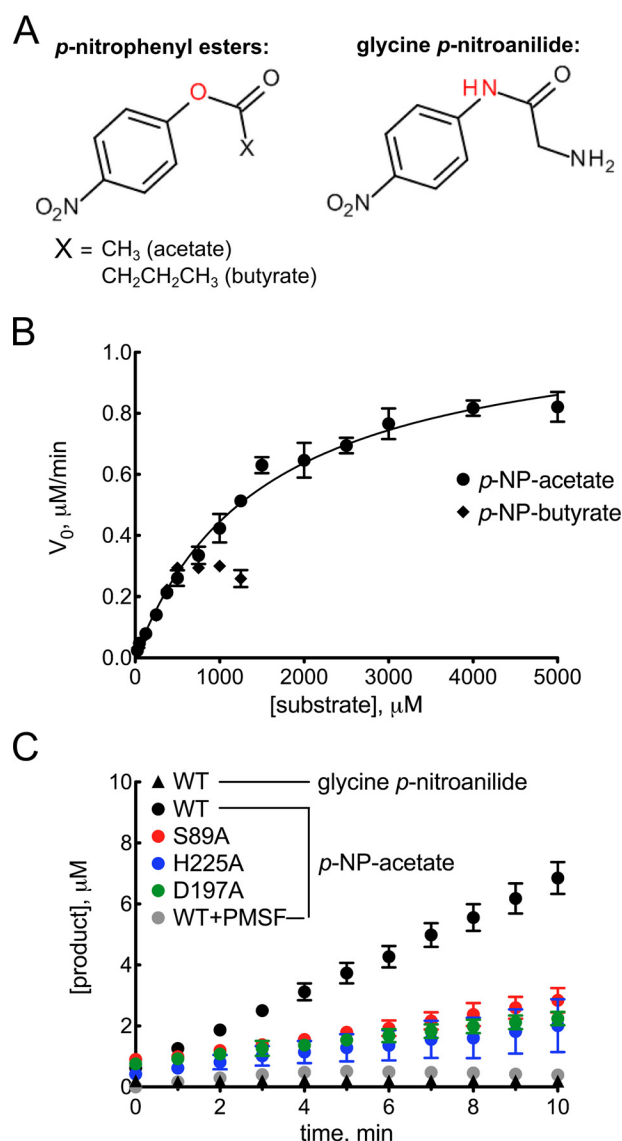 A
p-nitrophenyl esters:
glycine p-nitroanilide:
O
O
X
O₂N
HN
O
NH₂
O₂N
X = CH₃ (acetate)
CH₂CH₂CH₃ (butyrate)
B
1.0
0.8
0.6
0.4
0.2
0.0
V₀, μM/min
p-NP-acetate
p-NP-butyrate
0 1000 2000 3000 4000 5000
[substrate], μM
C
10
8
6
4
2
0
[product], μM
WT glycine p-nitroanilide
WT
S89A
H225A p-NP-acetate
D197A
WT+PMSF
0 2 4 6 8 10
time, min